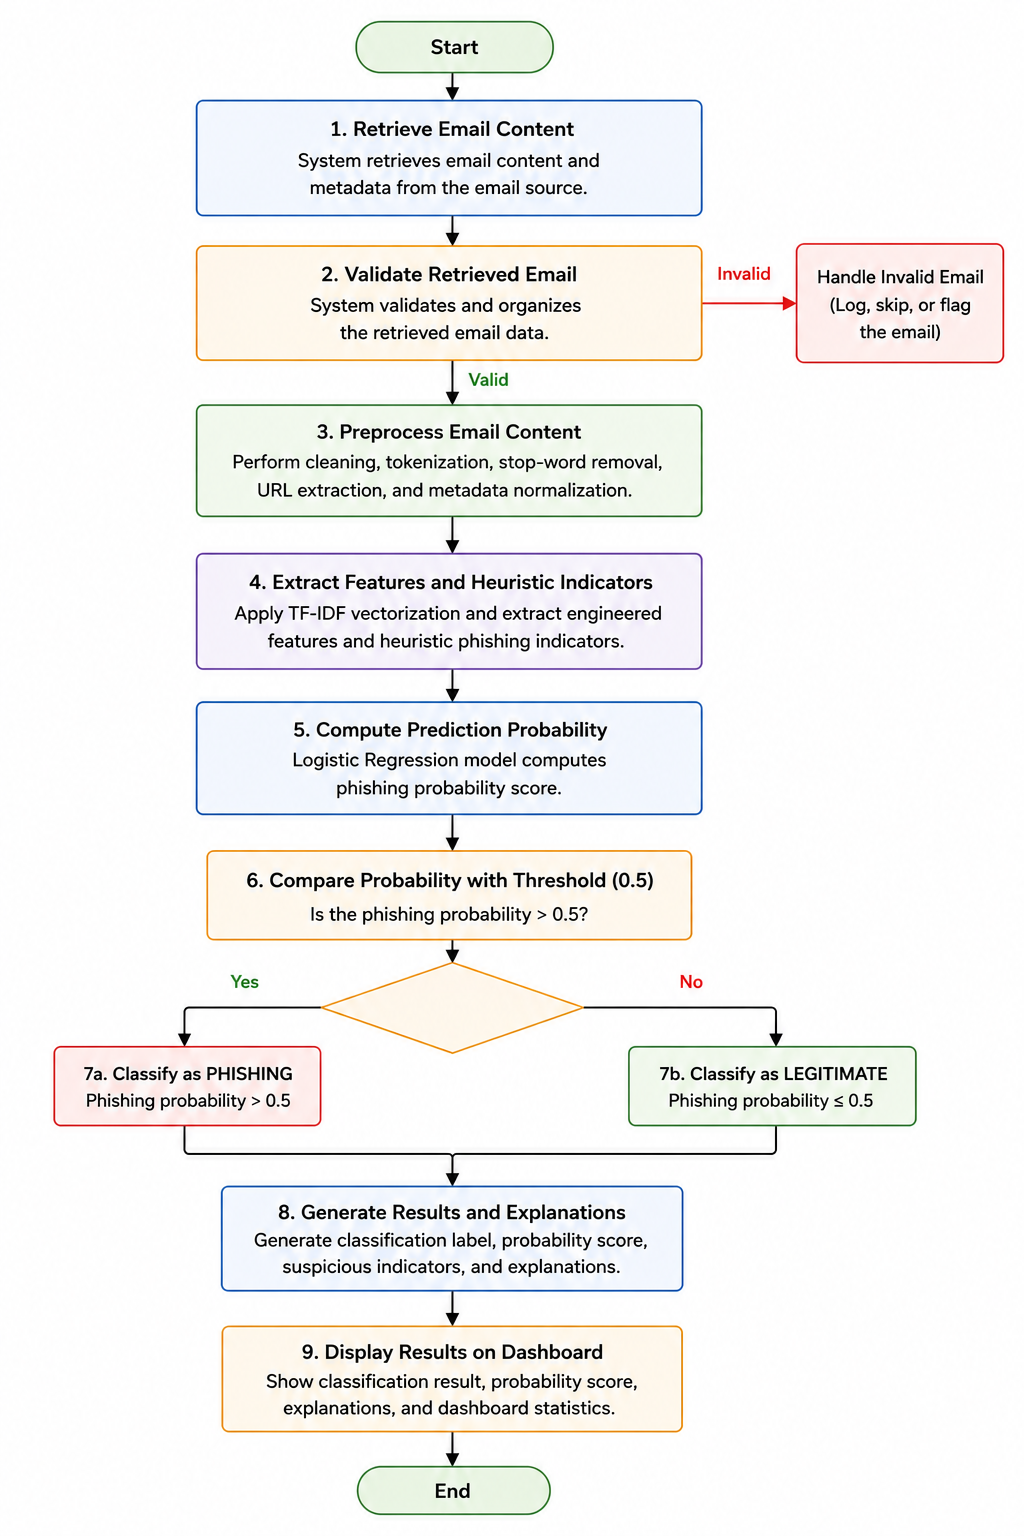 Start
1. Retrieve Email Content
System retrieves email content and
metadata from the email source.
2. Validate Retrieved Email
System validates and organizes
the retrieved email data.
Invalid
Handle Invalid Email
(Log, skip, or flag
the email)
Valid
3. Preprocess Email Content
Perform cleaning, tokenization, stop-word removal,
URL extraction, and metadata normalization.
4. Extract Features and Heuristic Indicators
Apply TF-IDF vectorization and extract engineered
features and heuristic phishing indicators.
5. Compute Prediction Probability
Logistic Regression model computes
phishing probability score.
6. Compare Probability with Threshold (0.5)
Is the phishing probability > 0.5?
Yes
No
7a. Classify as PHISHING
Phishing probability > 0.5
7b. Classify as LEGITIMATE
Phishing probability ≤ 0.5
8. Generate Results and Explanations
Generate classification label, probability score,
suspicious indicators, and explanations.
9. Display Results on Dashboard
Show classification result, probability score,
explanations, and dashboard statistics.
End